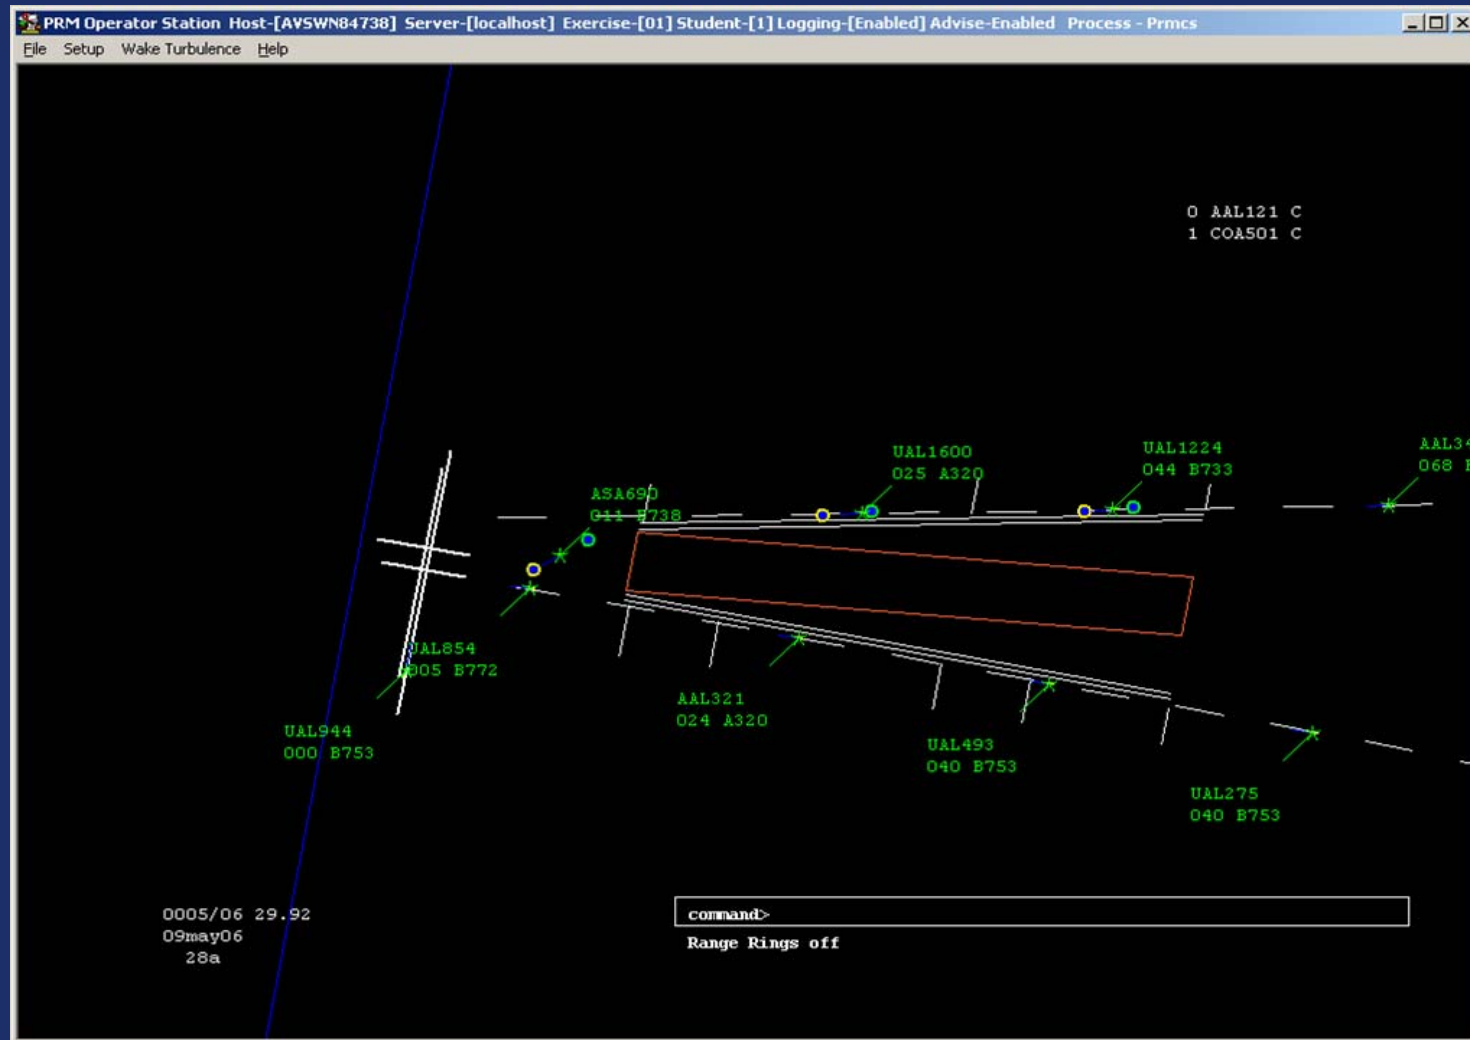 PRM Operator Station Host-[AVSWN84738] Server-[localhost] Exercise-[01] Student-[1] Logging-[Enabled] Advise-Enabled Process - Prmcs
File Setup Wake Turbulence Help
0 AAL121 C
1 COA501 C
UAL1600
025 A320
UAL1224
044 B733
AAL34
068
ASA690
011 B738
UAL854
005 B772
UAL944
000 B753
AAL321
024 A320
UAL493
040 B753
UAL275
040 B753
0005/06 29.92
09may06
28a
command>
Range Rings off